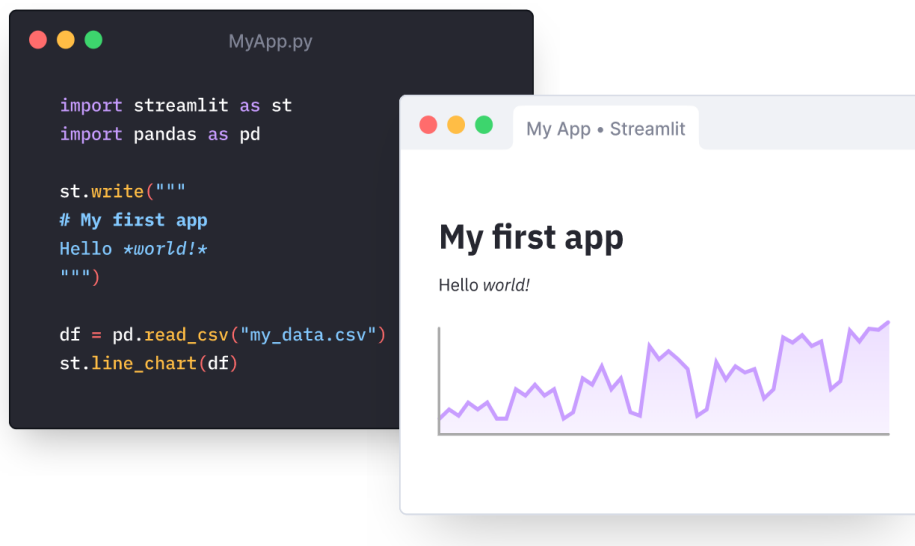 MyApp.py
import streamlit as st
import pandas as pd
st.write("""
# My first app
Hello *world!*
""")
df = pd.read_csv("my_data.csv")
st.line_chart(df)
My App • Streamlit
My first app
Hello world!